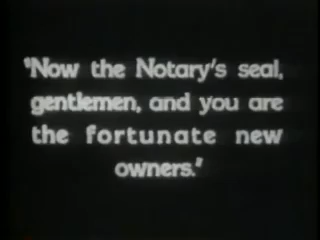 "Now the Notary's seal,
gentlemen, and you are
the fortunate new
owners."